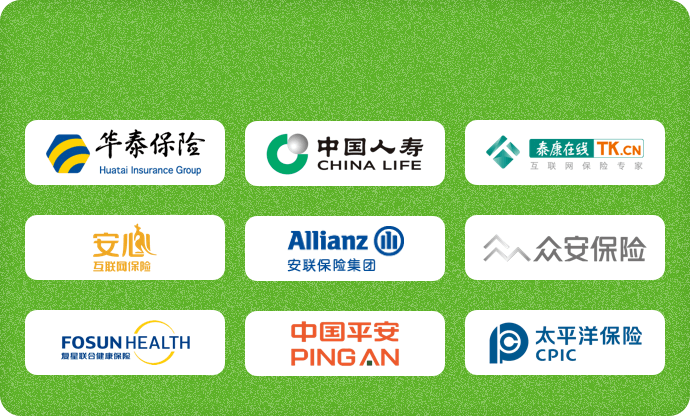 华泰保险
Huatai Insurance Group
中国人寿
CHINA LIFE
泰康在线 TK.CN
互联网保险专家
安心
互联网保险
Allianz
安联保险集团
众安保险
FOSUN HEALTH
复星联合健康保险
中国平安
PING AN
太平洋保险
CPIC